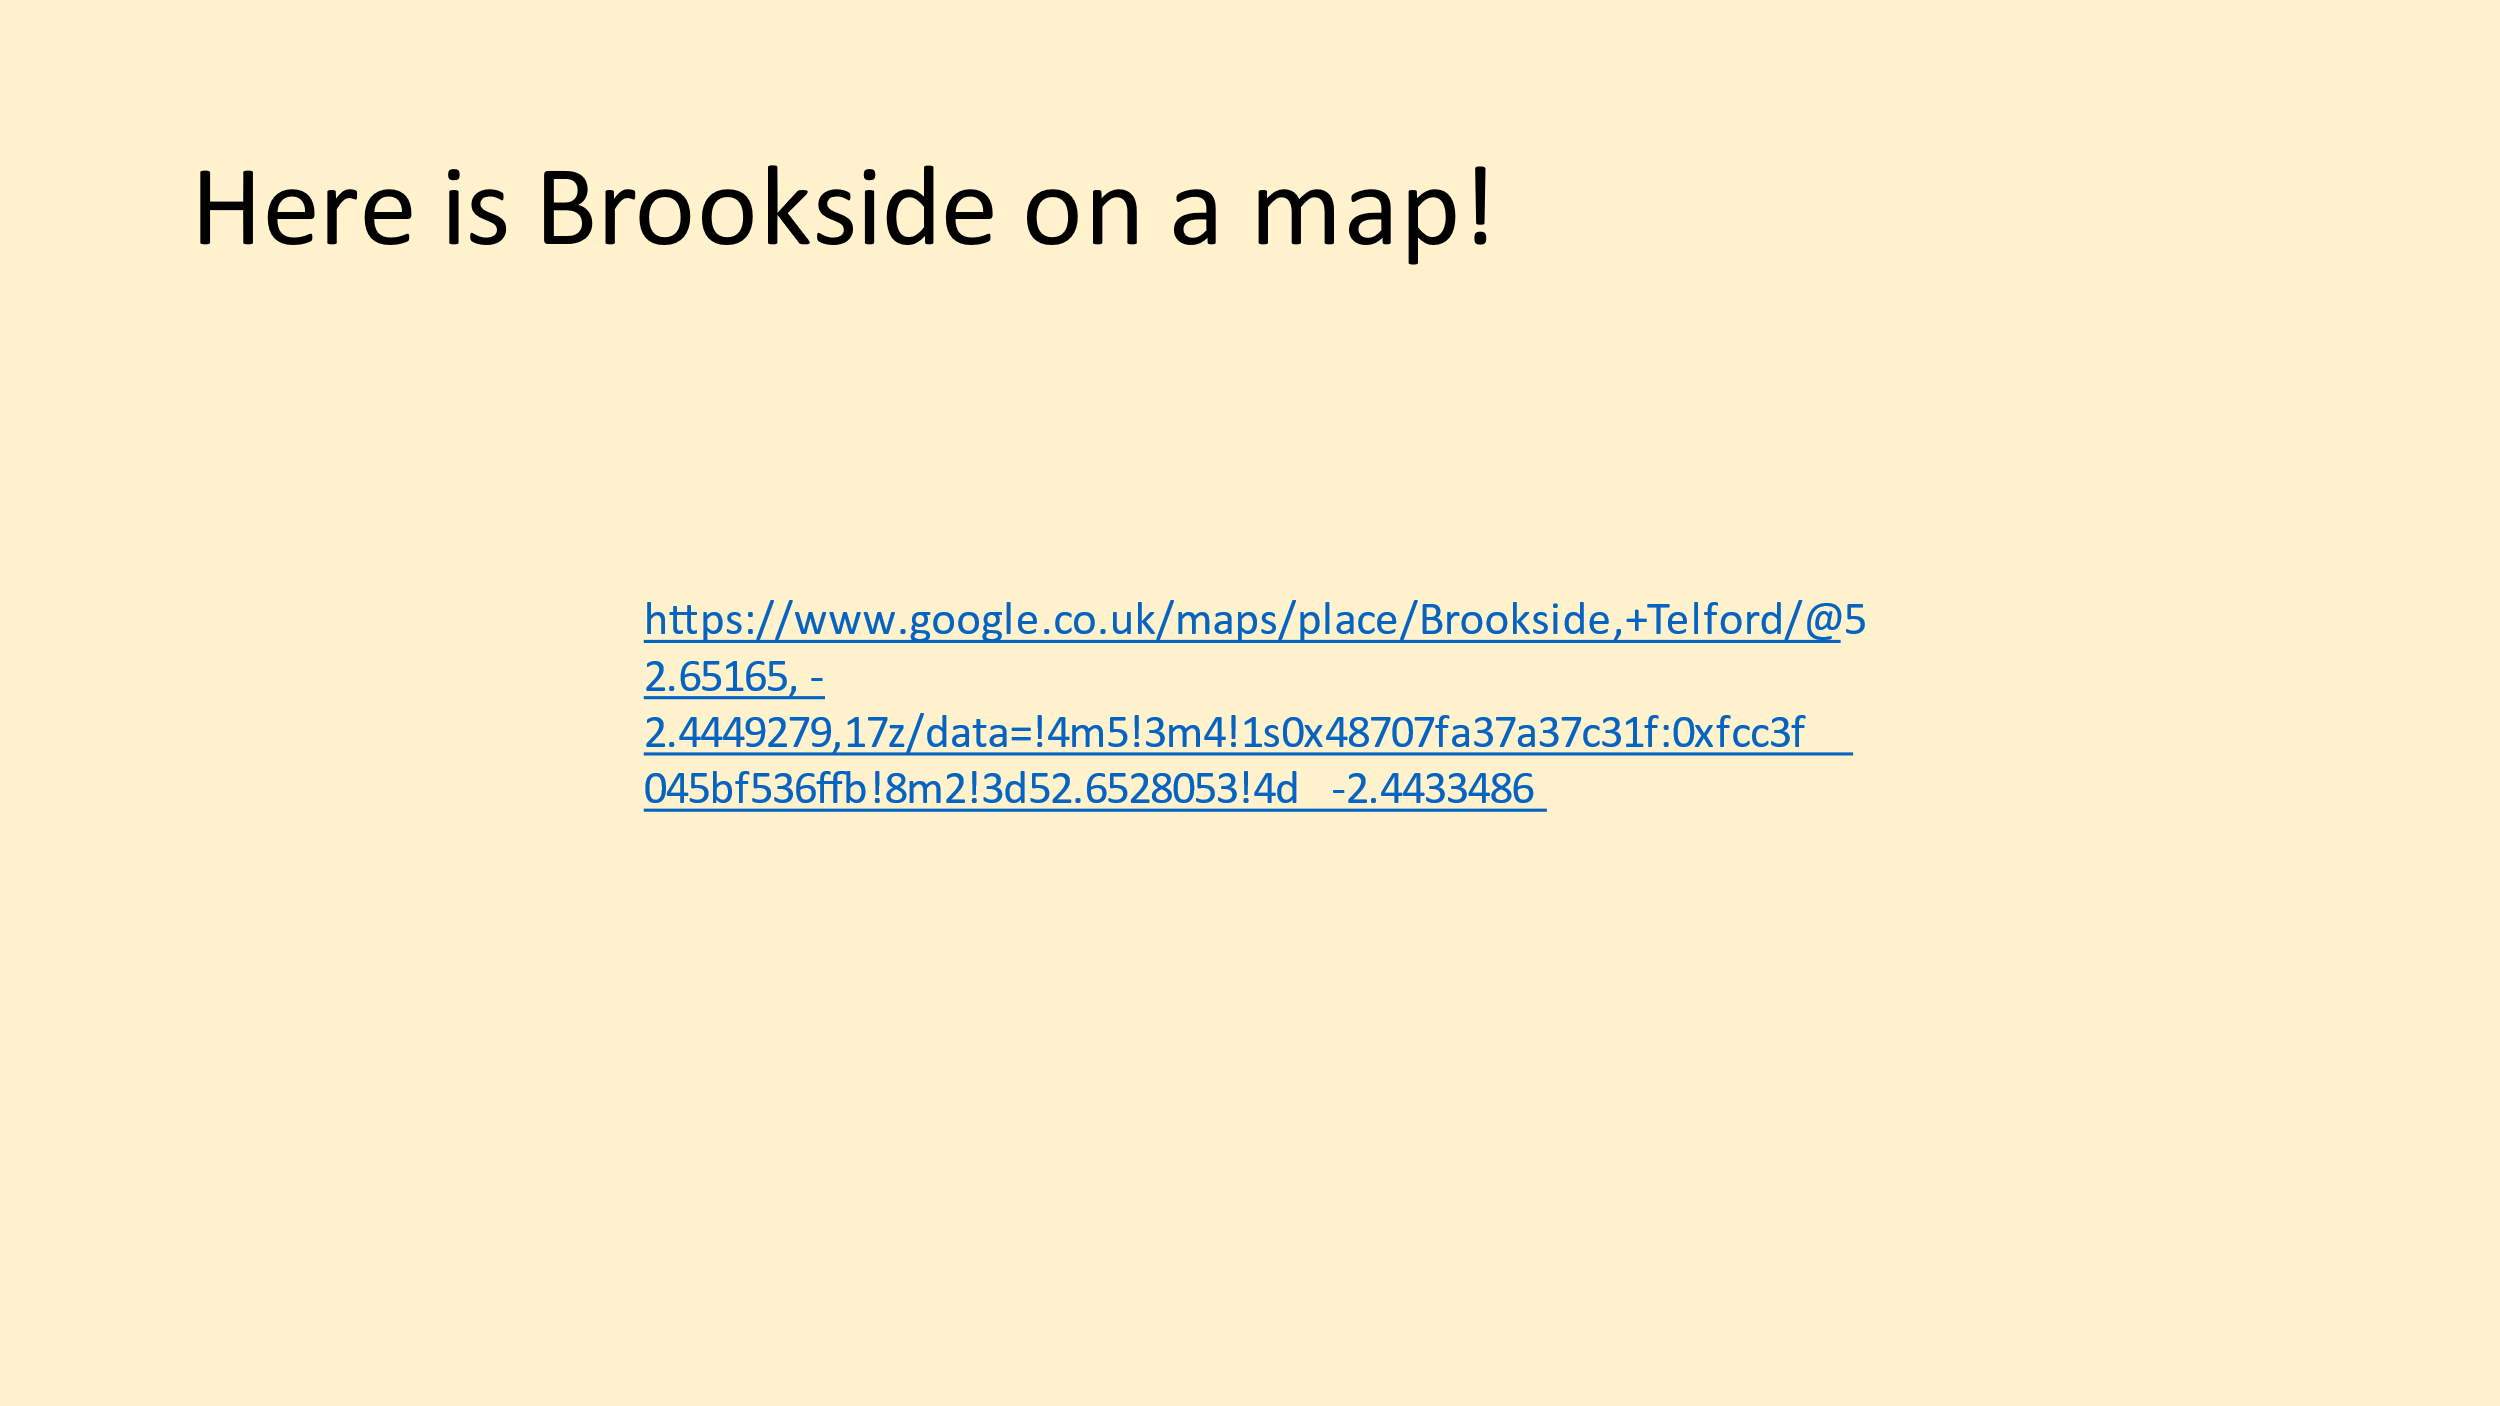 Here is Brookside on a map!
https://www.google.co.uk/maps/place/Brookside,+Telford/@5
2.65165, -
2.4449279,17z/data=!4m5!3m4!1s0x48707fa37a37c31f:0xfcc3f
045bf536ffb!8m2!3d52.6528053!4d -2.4433486